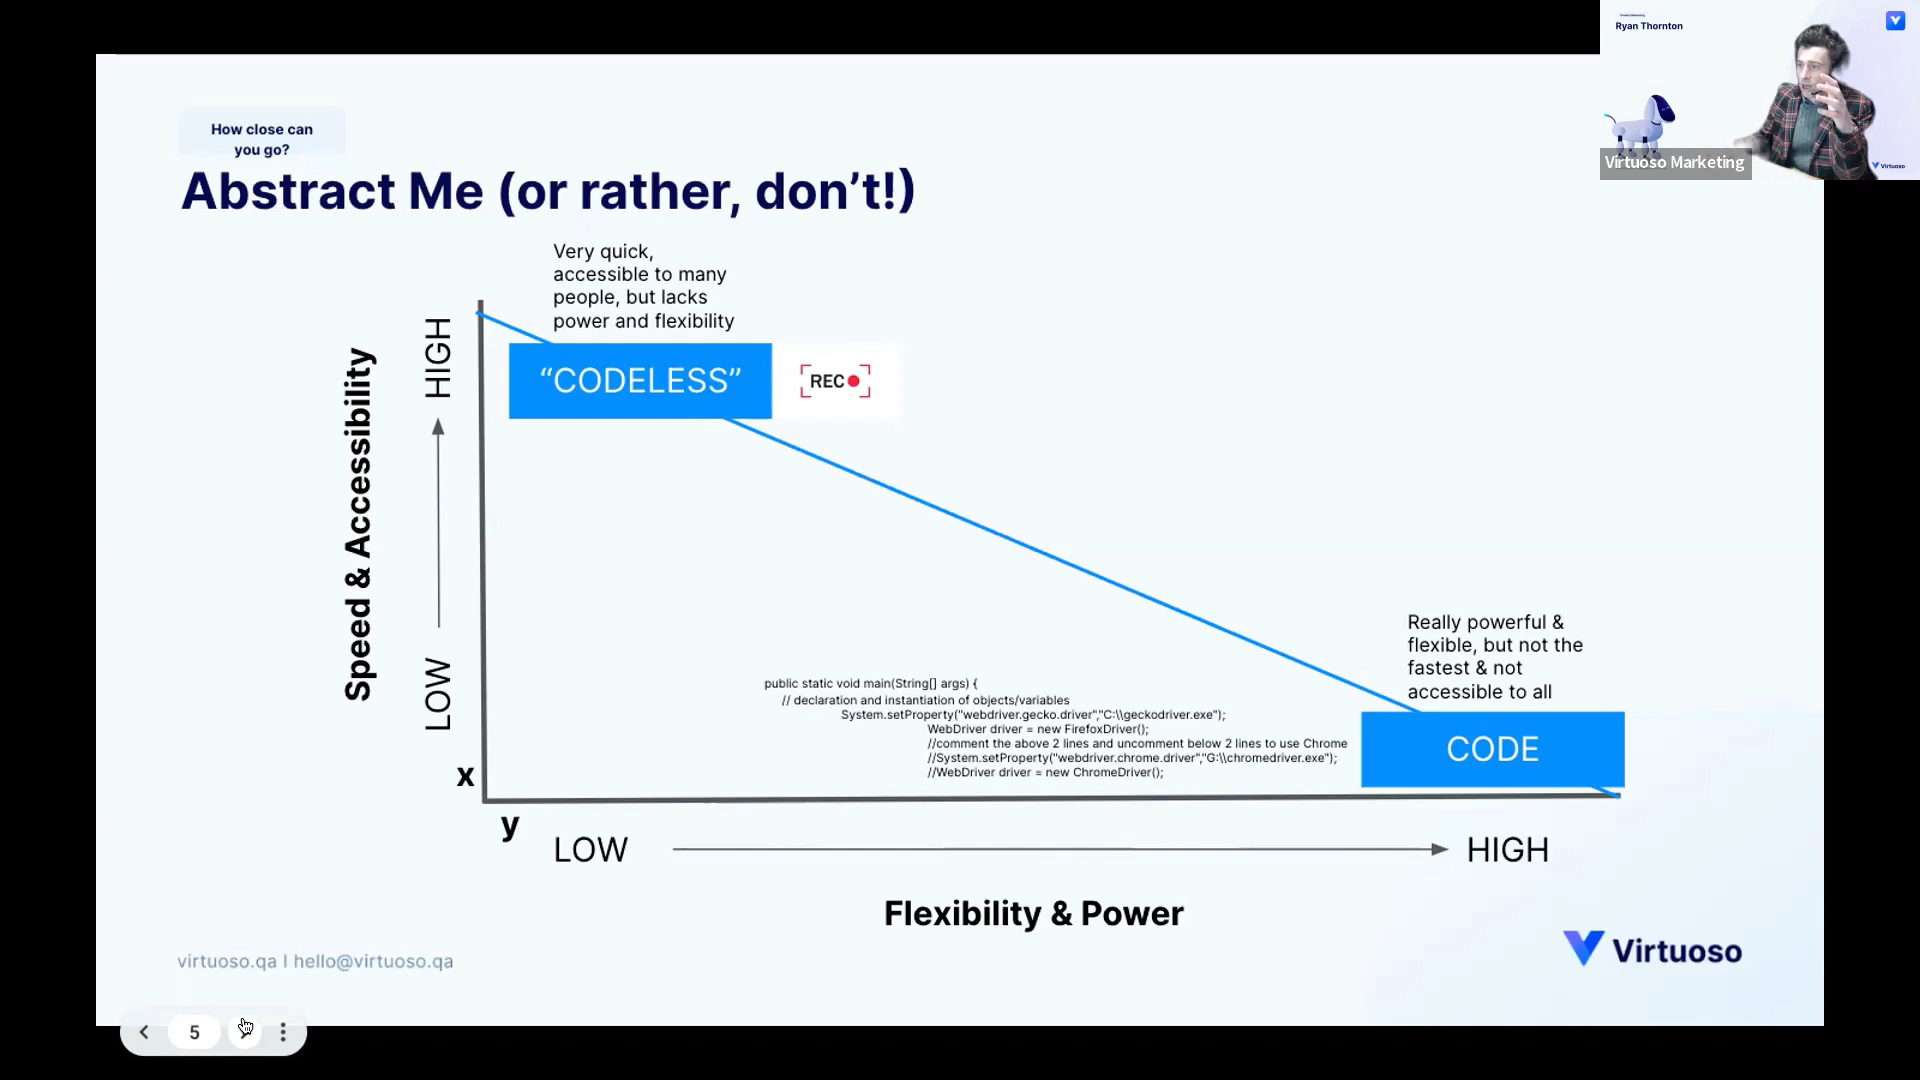 Ryan Thornton
Virtuoso Marketing
Virtuoso
How close can
you go?
Abstract Me (or rather, don’t!)
Very quick,
accessible to many
people, but lacks
power and flexibility
“CODELESS”
REC
Speed & Accessibility
HIGH
LOW
Really powerful &
flexible, but not the
fastest & not
accessible to all
public static void main(String[] args) {
// declaration and instantiation of objects/variables
System.setProperty("webdriver.gecko.driver","C:\\geckodriver.exe");
WebDriver driver = new FirefoxDriver();
//comment the above 2 lines and uncomment below 2 lines to use Chrome
//System.setProperty("webdriver.chrome.driver","G:\\chromedriver.exe");
//WebDriver driver = new ChromeDriver();
CODE
x
y
LOW
HIGH
Flexibility & Power
virtuoso.qa I hello@virtuoso.qa
Virtuoso
5